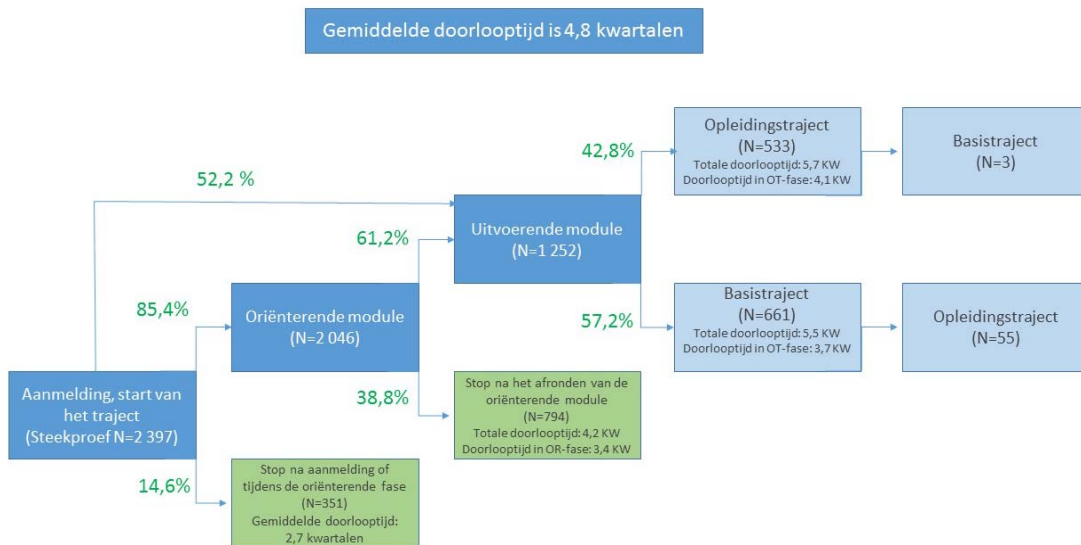 Gemiddelde doorlooptijd is 4,8 kwartalen
Opleidingstraject
(N=533)
Totale doorlooptijd: 5,7 KW
Doorlooptijd in OT-fase: 4,1 KW
Basistraject
(N=3)
42,8%
52,2 %
Uitvoerende module
(N=1 252)
61,2%
57,2%
Basistraject
(N=661)
Totale doorlooptijd: 5,5 KW
Doorlooptijd in OT-fase: 3,7 KW
Opleidingstraject
(N=55)
85,4%
Oriënterende module
(N=2 046)
38,8%
Stop na het afronden van de
oriënterende module
(N=794)
Totale doorlooptijd: 4,2 KW
Doorlooptijd in OR-fase: 3,4 KW
Aanmelding, start van
het traject
(Steekproef N=2 397)
14,6%
Stop na aanmelding of
tijdens de oriënterende fase
(N=351)
Gemiddelde doorlooptijd:
2,7 kwartalen